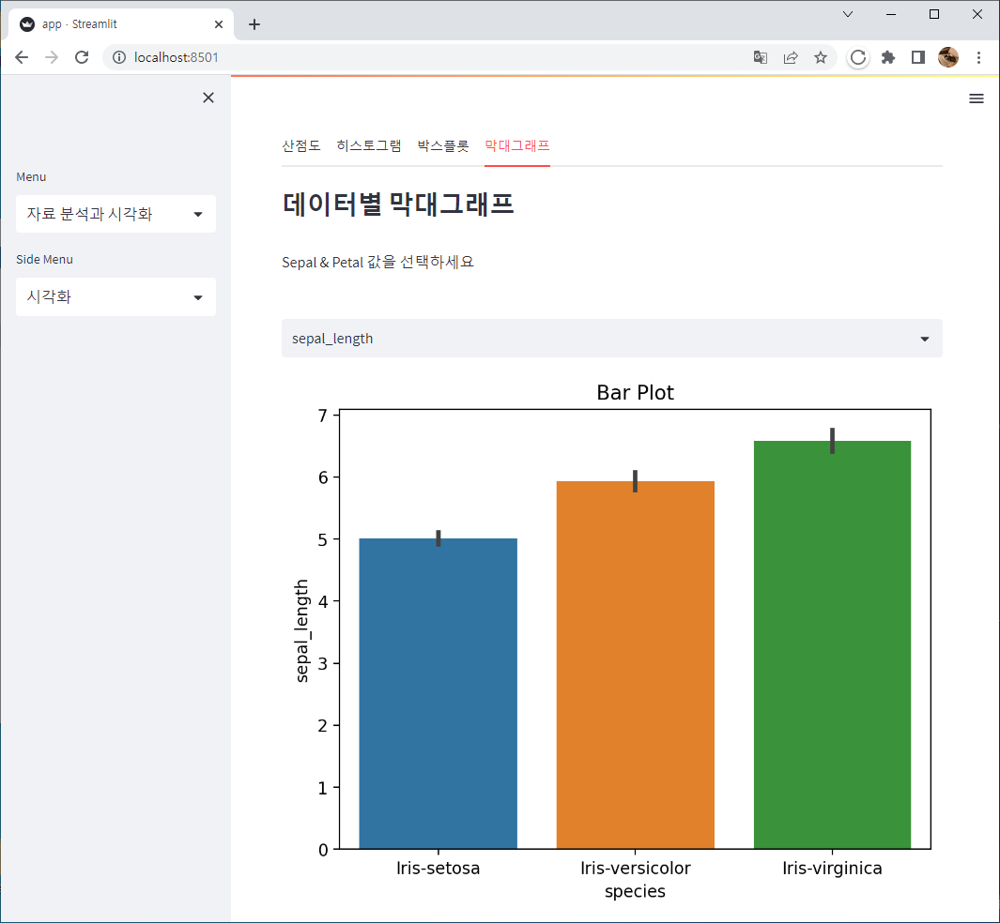 app · Streamlit
localhost:8501
Menu
자료 분석과 시각화
Side Menu
시각화
산점도 히스토그램 박스플롯 막대그래프
데이터별 막대그래프
Sepal & Petal 값을 선택하세요
sepal_length
Bar Plot
7
6
5
4
3
2
1
0
sepal_length
Iris-setosa Iris-versicolor Iris-virginica
species